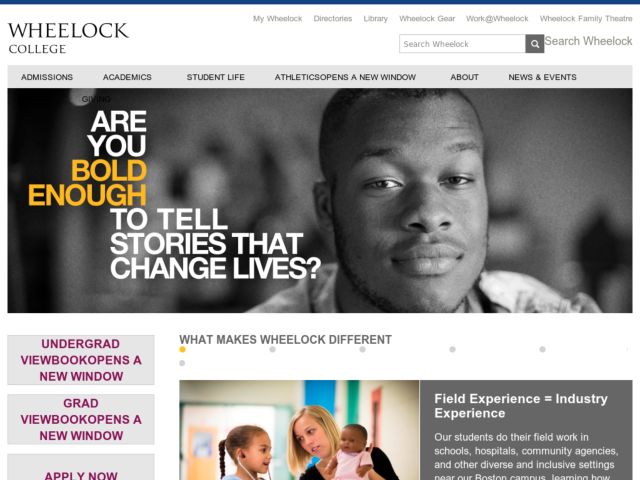 My Wheelock Directories Library Wheelock Gear Work@Wheelock Wheelock Family Theatre
WHEELOCK
COLLEGE
Search Wheelock
Search Wheelock
ADMISSIONS ACADEMICS STUDENT LIFE ATHLETICSOPENS A NEW WINDOW ABOUT NEWS & EVENTS
GIVING
ARE
YOU
BOLD
ENOUGH
TO TELL
STORIES THAT
CHANGE LIVES?
UNDERGRAD
VIEWBOOKOPENS A
NEW WINDOW
GRAD
VIEWBOOKOPENS A
NEW WINDOW
APPLY NOW
WHAT MAKES WHEELOCK DIFFERENT
Field Experience = Industry
Experience
Our students do their field work in
schools, hospitals, community agencies,
and other diverse and inclusive settings
near our Boston campus, learning how